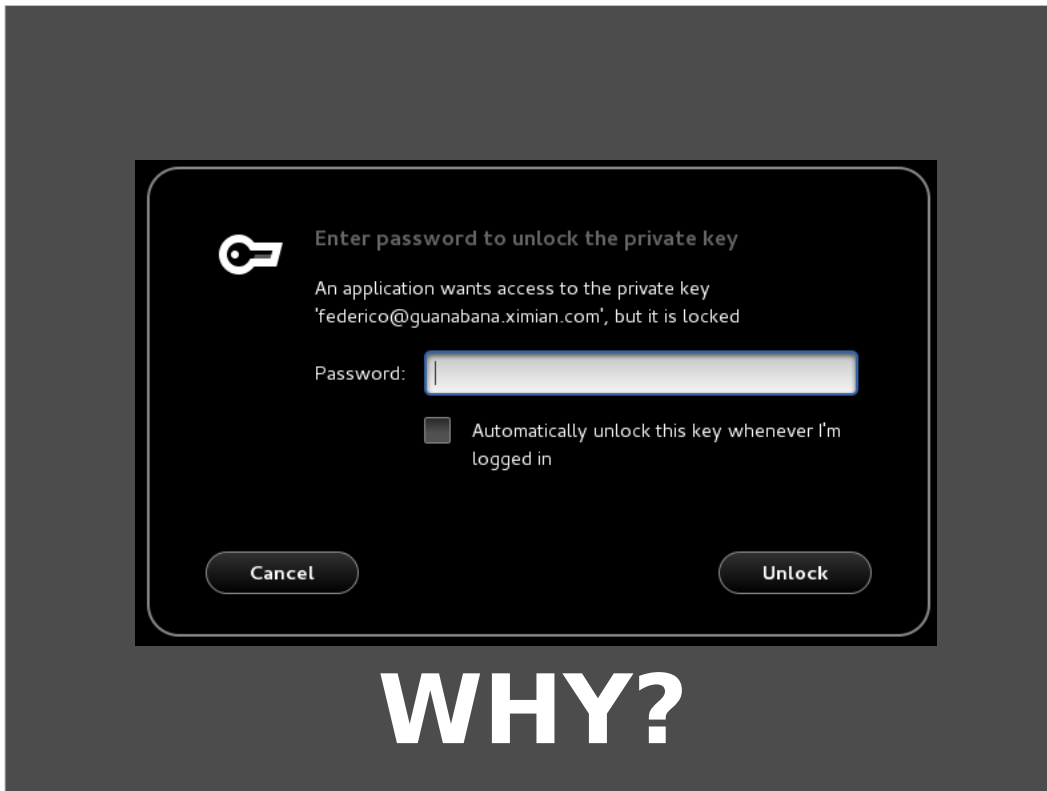 Enter password to unlock the private key
An application wants access to the private key
'federico@guanabana.ximian.com', but it is locked
Password:
Automatically unlock this key whenever I'm
logged in
Cancel
Unlock
WHY?